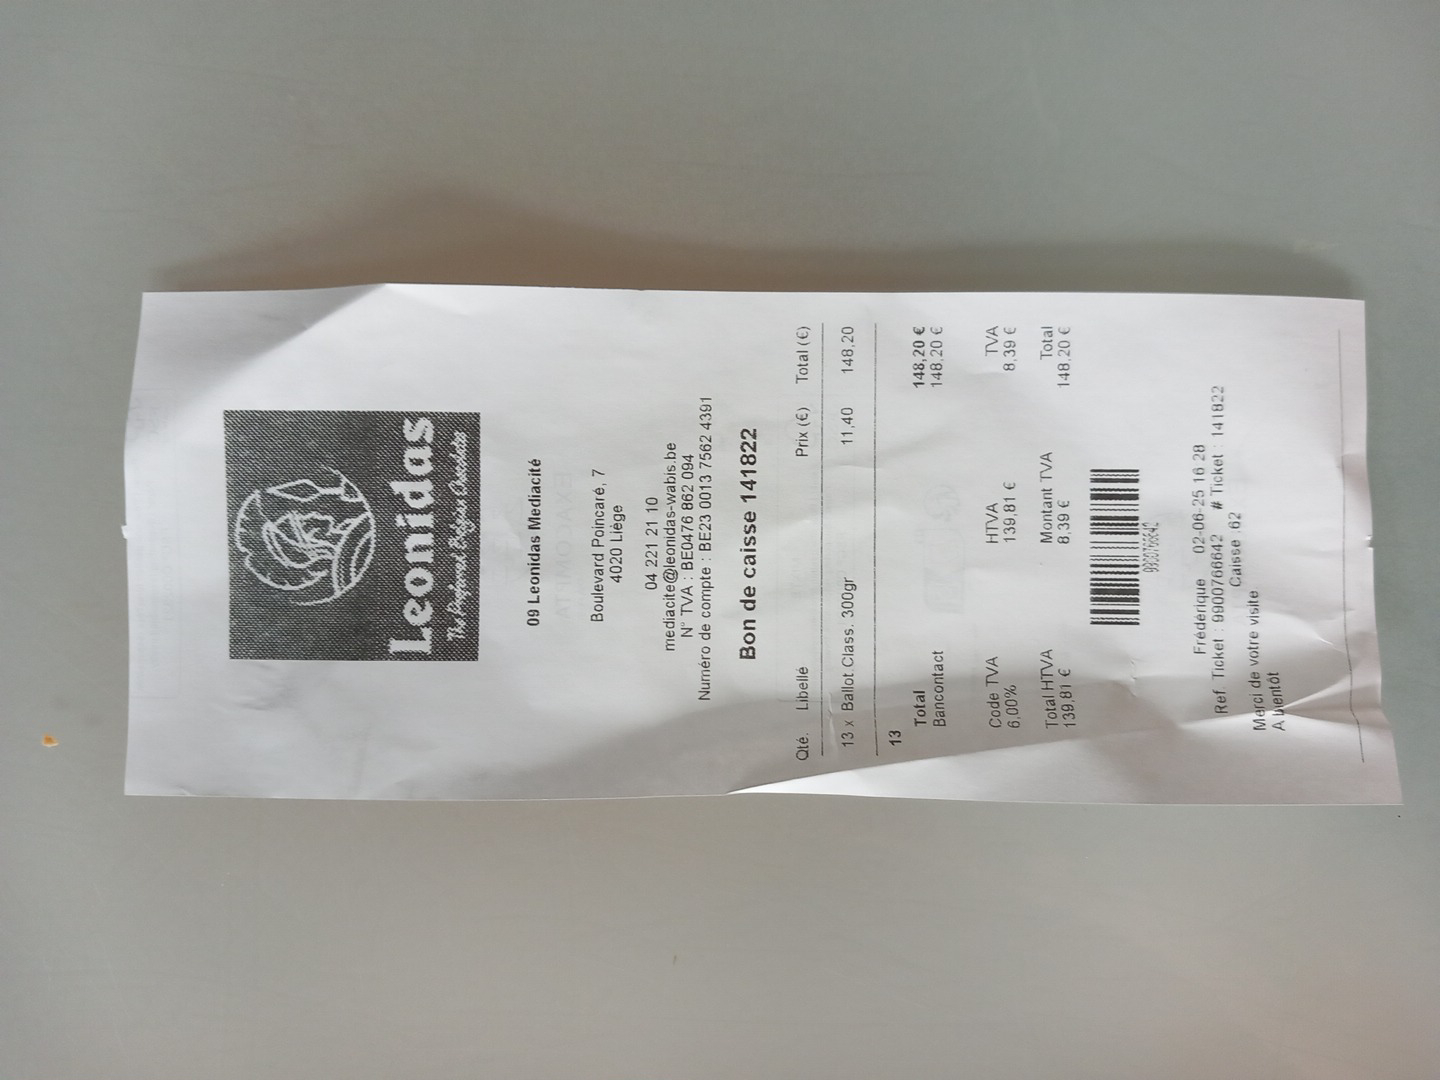 Leonidas
The Original Belgian Chocolates
09 Leonidas Mediacité
Boulevard Poincaré, 7
4020 Liège
04 221 21 10
mediacite@leonidas-wabis.be
N° TVA : BE0476 862 094
Numéro de compte : BE23 0013 7562 4391
Bon de caisse 141822
Qté. Libellé Prix (€) Total (€)
13 x Ballot.Class. 300gr 11,40 148,20
13
Total 148,20 €
Bancontact 148,20 €
Code TVA HTVA TVA
6,00% 139,81 € 8,39 €
Total HTVA Montant TVA Total
139,81 € 8,39 € 148,20 €
9900766642
Frédérique 02-06-25 16 28
Ref. Ticket : 9900766642 # Ticket : 141822
Caisse : 62
Merci de votre visite
A bientôt